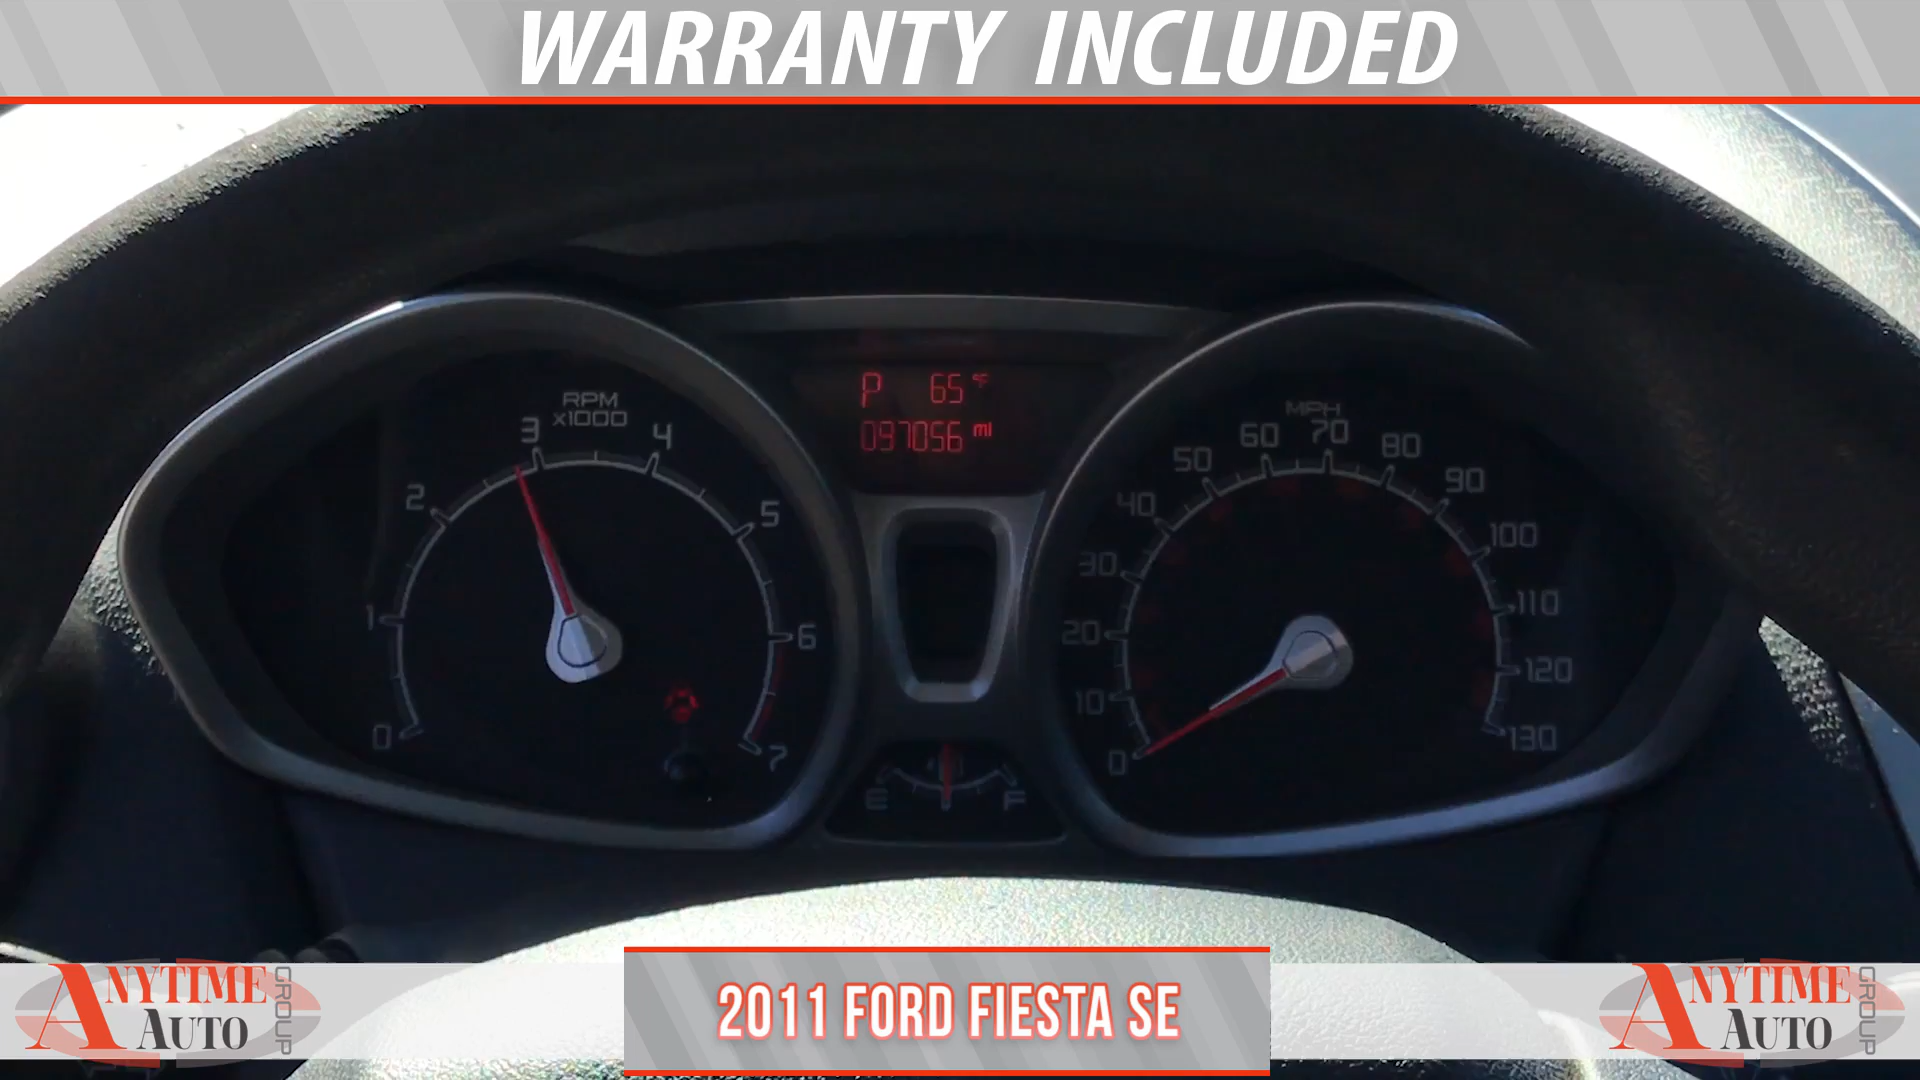 WARRANTY INCLUDED
RPM
x1000
0
1
2
3
4
5
6
7
P 65 °F
097056 mi
E F
MPH
0
10
20
30
40
50
60
70
80
90
100
110
120
130
ANYTIME
AUTO
GROUP
2011 FORD FIESTA SE
ANYTIME
AUTO
GROUP